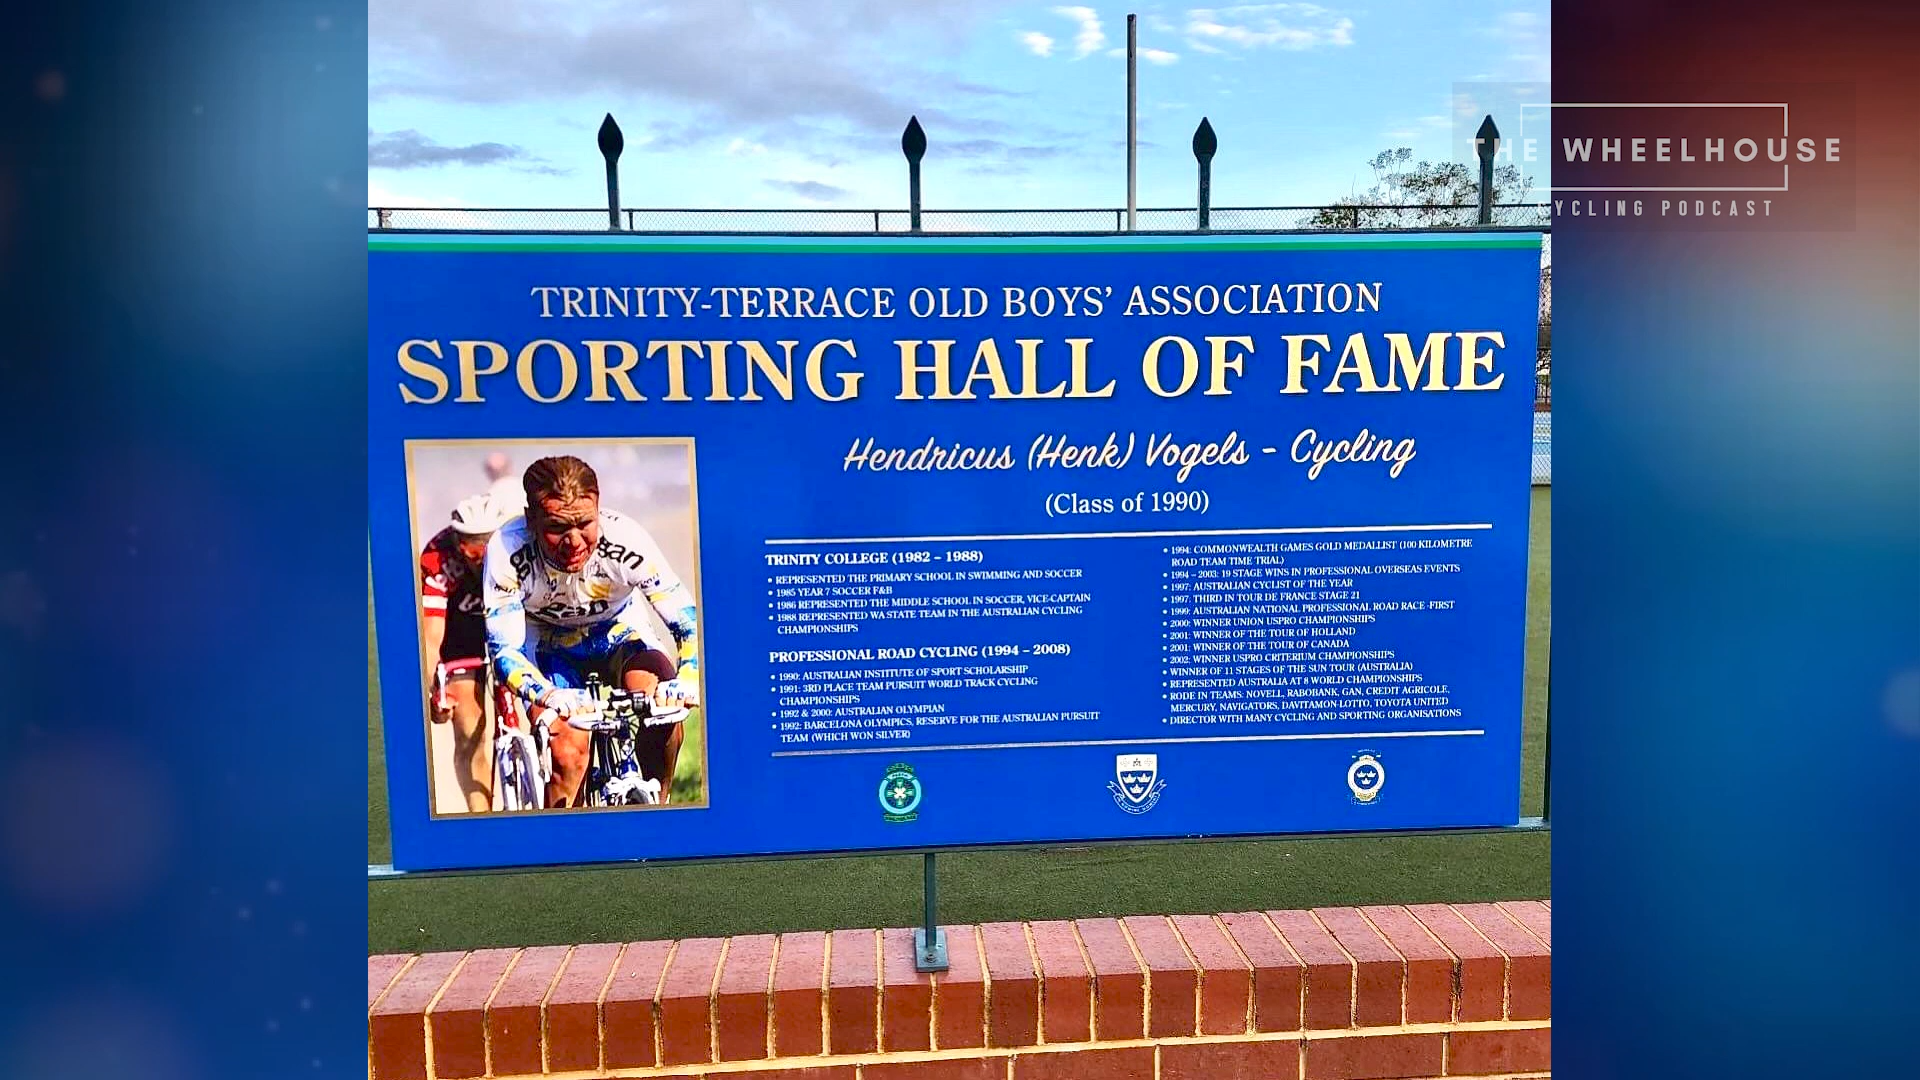 THE WHEELHOUSE
CYCLING PODCAST
TRINITY-TERRACE OLD BOYS' ASSOCIATION
SPORTING HALL OF FAME
Hendricus (Henk) Vogels - Cycling
(Class of 1990)
TRINITY COLLEGE (1982 – 1988)
• REPRESENTED THE PRIMARY SCHOOL IN SWIMMING AND SOCCER
• 1985 YEAR 7 SOCCER F&B
• 1986 REPRESENTED THE MIDDLE SCHOOL IN SOCCER, VICE-CAPTAIN
• 1988 REPRESENTED WA STATE TEAM IN THE AUSTRALIAN CYCLING
CHAMPIONSHIPS
PROFESSIONAL ROAD CYCLING (1994 – 2008)
• 1990: AUSTRALIAN INSTITUTE OF SPORT SCHOLARSHIP
• 1991: 3RD PLACE TEAM PURSUIT WORLD TRACK CYCLING
CHAMPIONSHIPS
• 1992 & 2000: AUSTRALIAN OLYMPIAN
• 1992: BARCELONA OLYMPICS, RESERVE FOR THE AUSTRALIAN PURSUIT
TEAM (WHICH WON SILVER)
• 1994: COMMONWEALTH GAMES GOLD MEDALLIST (100 KILOMETRE
ROAD TEAM TIME TRIAL)
• 1994 – 2003: 19 STAGE WINS IN PROFESSIONAL OVERSEAS EVENTS
• 1997: AUSTRALIAN CYCLIST OF THE YEAR
• 1997: THIRD IN TOUR DE FRANCE STAGE 21
• 1999: AUSTRALIAN NATIONAL PROFESSIONAL ROAD RACE -FIRST
• 2000: WINNER UNION USPRO CHAMPIONSHIPS
• 2001: WINNER OF THE TOUR OF HOLLAND
• 2001: WINNER OF THE TOUR OF CANADA
• 2002: WINNER USPRO CRITERIUM CHAMPIONSHIPS
• WINNER OF 11 STAGES OF THE SUN TOUR (AUSTRALIA)
• REPRESENTED AUSTRALIA AT 8 WORLD CHAMPIONSHIPS
• RODE IN TEAMS: NOVELL, RABOBANK, GAN, CREDIT AGRICOLE,
MERCURY, NAVIGATORS, DAVITAMON-LOTTO, TOYOTA UNITED
• DIRECTOR WITH MANY CYCLING AND SPORTING ORGANISATIONS
gan